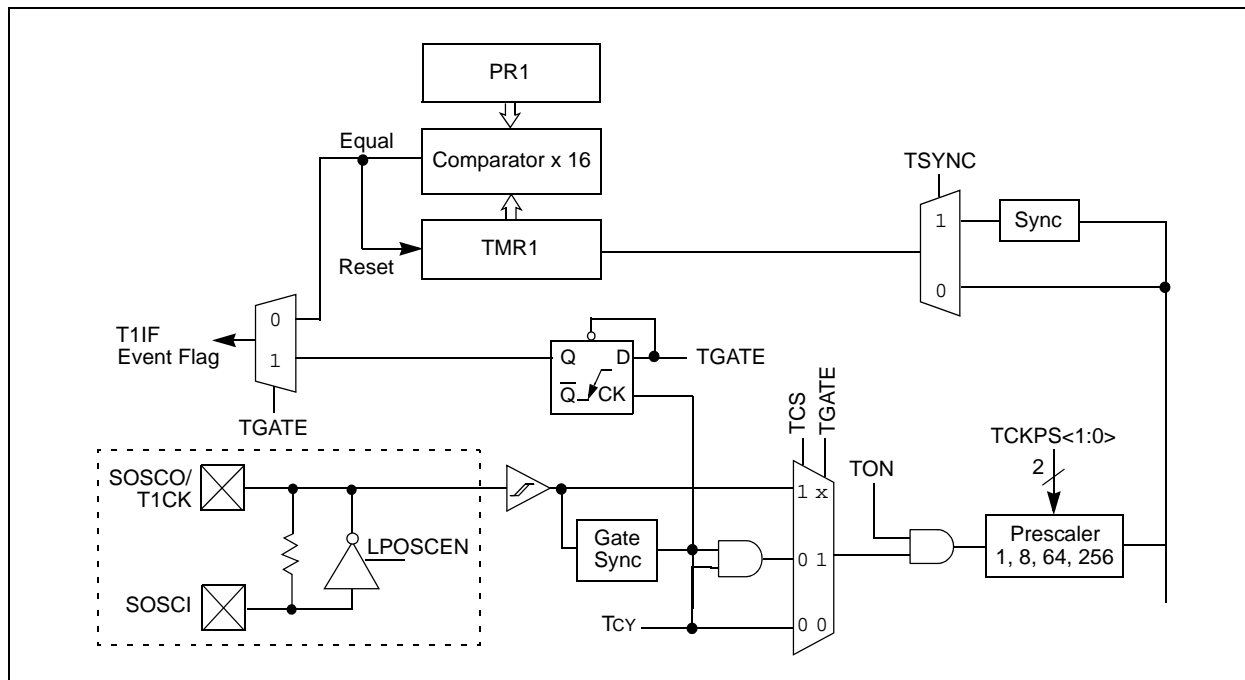 PR1
Equal
Comparator x 16
TSYNC
1
Sync
Reset
TMR1
0
0
T1IF
Event Flag
1
Q
D
TGATE
Q
CK
TGATE
TCS
TGATE
TCKPS<1:0>
2
SOSCO/
T1CK
TON
1 x
LPOSCEN
Gate
Sync
0 1
Prescaler
1, 8, 64, 256
SOSCI
TCY
0 0